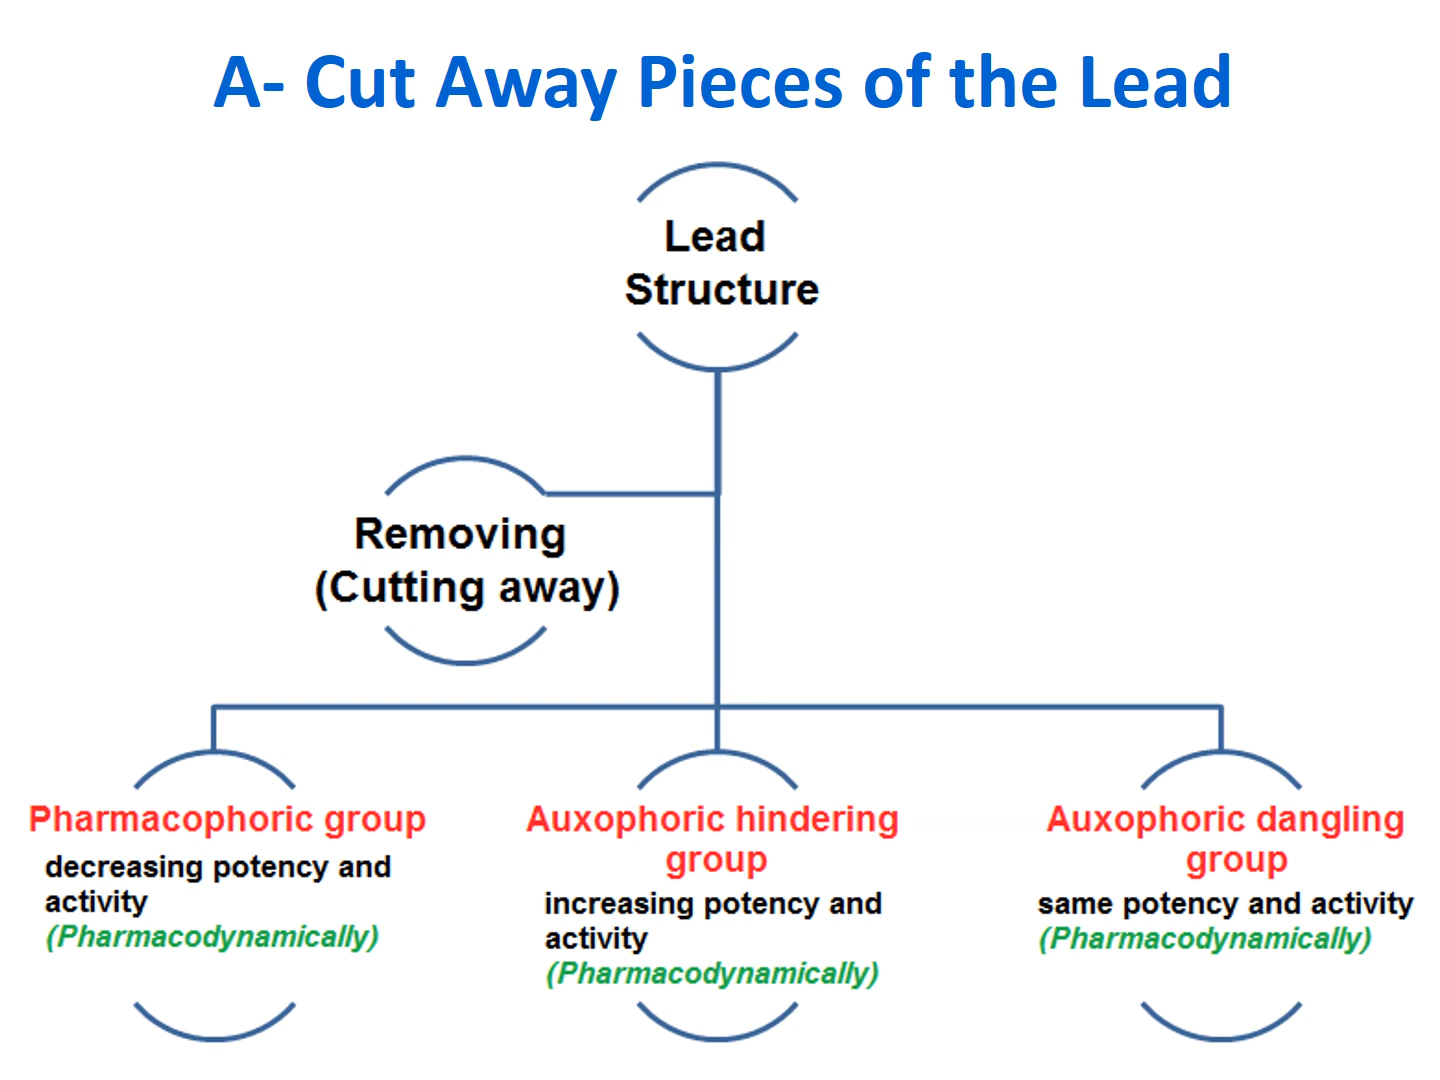 A- Cut Away Pieces of the Lead
Lead
Structure
Removing
(Cutting away)
Pharmacophoric group
decreasing potency and
activity
(Pharmacodynamically)
Auxophoric hindering
group
increasing potency and
activity
(Pharmacodynamically)
Auxophoric dangling
group
same potency and activity
(Pharmacodynamically)